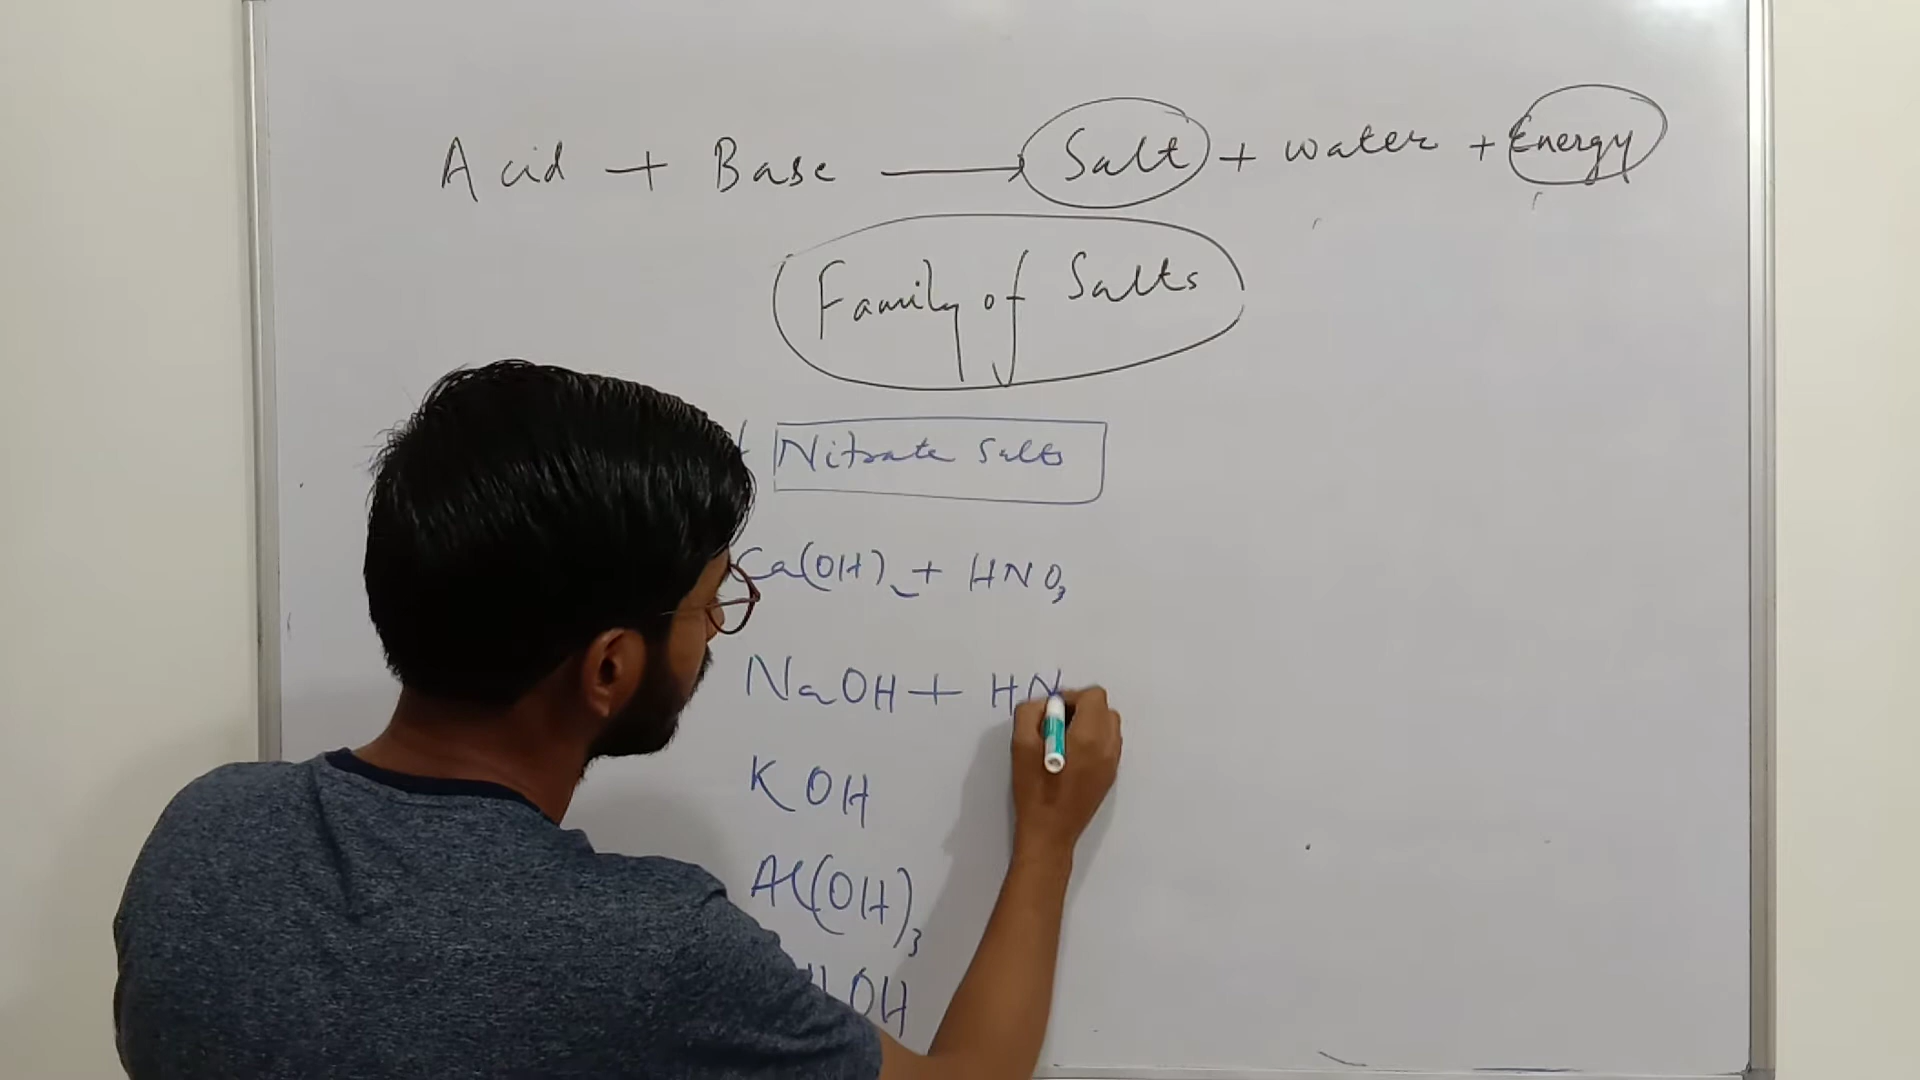 Acid + Base → Salt + water + Energy
Family of Salts
Nitrate Salts
Ca(OH)₂ + HNO₃
NaOH + HN
KOH
Al(OH)₃
OH